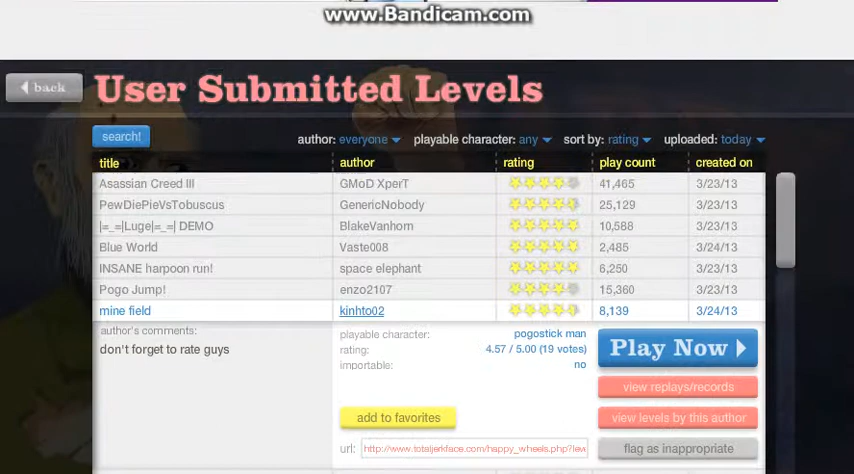 www.Bandicam.com
back
User Submitted Levels
search!
author: everyone playable character: any sort by: rating uploaded: today
title author rating play count created on
Asassian Creed III GMoD XperT 41,465 3/23/13
PewDiePieVsTobuscus GenericNobody 25,129 3/23/13
|=_=|Luge|=_=| DEMO BlakeVanhorn 10,588 3/23/13
Blue World Vaste008 2,485 3/24/13
INSANE harpoon run! space elephant 6,250 3/23/13
Pogo Jump! enzo2107 15,360 3/23/13
mine field kinhto02 8,139 3/24/13
author's comments:
don't forget to rate guys
playable character: pogostick man
rating: 4.57 / 5.00 (19 votes)
importable: no
add to favorites
url: http://www.totaljerkface.com/happy_wheels.php?lev
Play Now
view replays/records
view levels by this author
flag as inappropriate